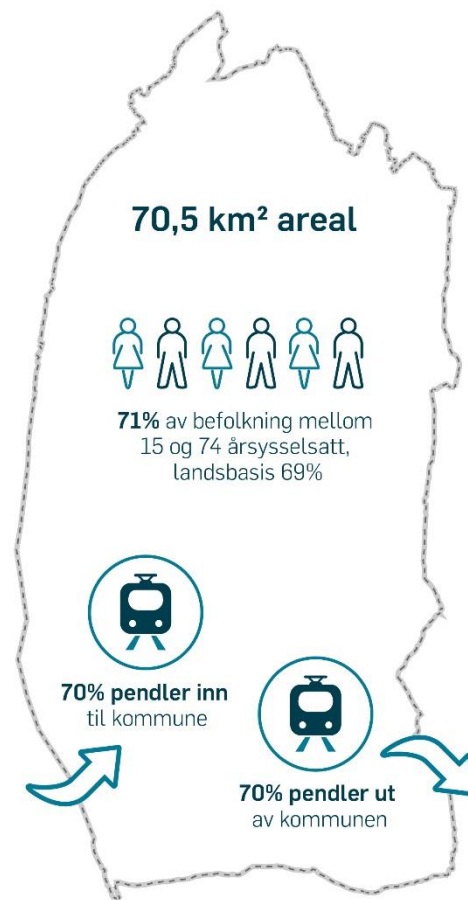 70,5 km² areal
71% av befolkning mellom
15 og 74 årsysselsatt,
landsbasis 69%
70% pendler inn
til kommune
70% pendler ut
av kommunen